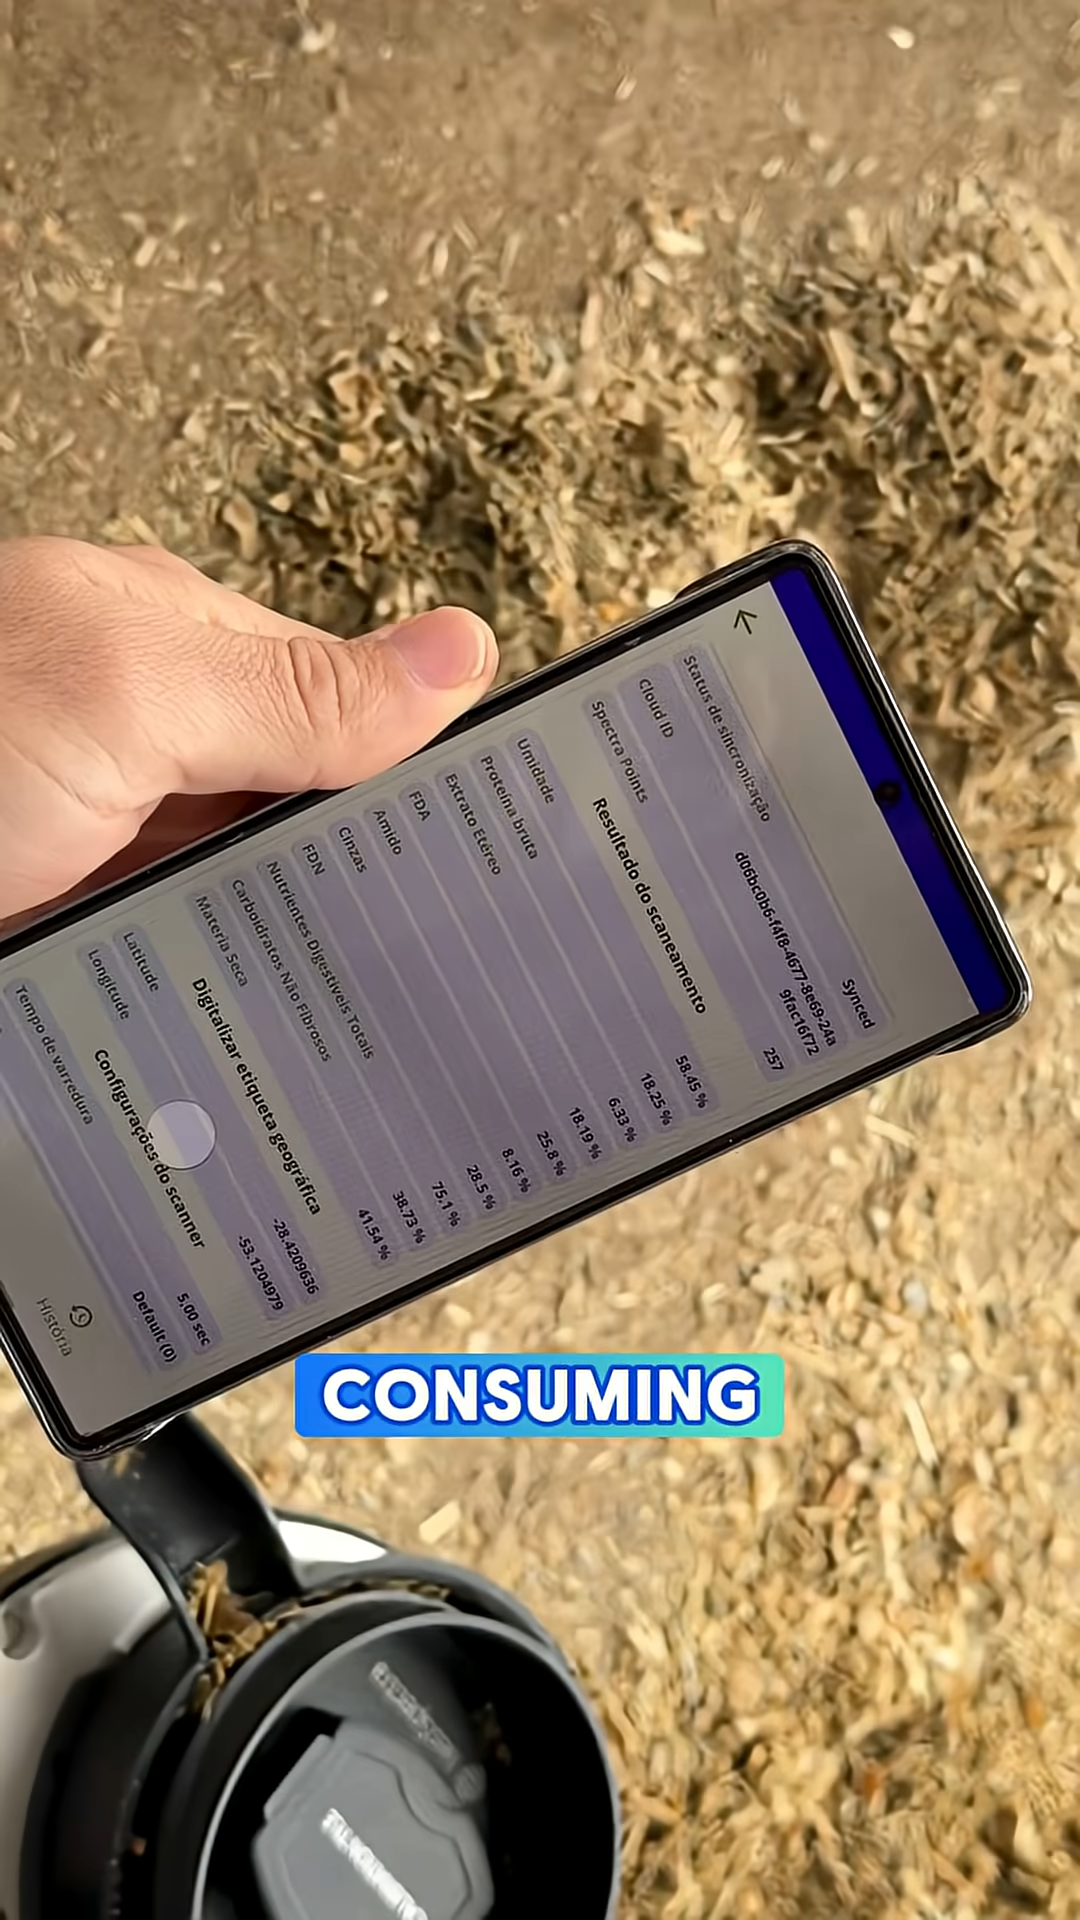 Status de sincronização Synced
Cloud ID d06bc0b6-f4f8-4677-8e69-24a
9fac16f72
Spectra Points 257
Resultado do scaneamento
Umidade 58.45 %
Proteína bruta 18.25 %
Extrato Etéreo 6.33 %
FDA 18.19 %
Amido 25.8 %
Cinzas 8.16 %
FDN 28.5 %
Nutrientes Digestíveis Totais 75.1 %
Carboidratos Não Fibrosos 38.73 %
Materia Seca 41.54 %
Digitalizar etiqueta geográfica
Latitude -28.4209636
Longitude -53.1204979
Configurações do scanner
Tempo de varredura 5,00 sec
Default (0)
História
CONSUMING